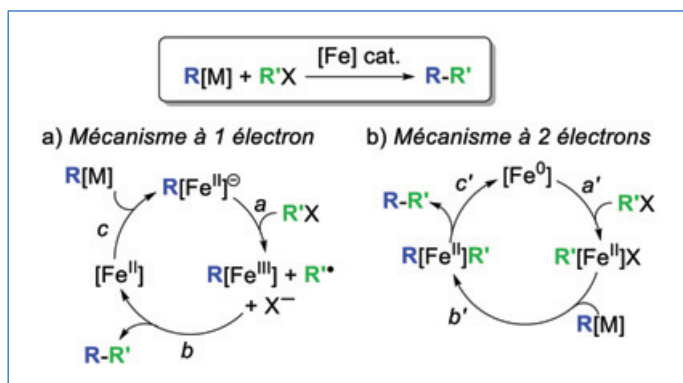 [Fe] cat.
R[M] + R'X → R-R'
a) Mécanisme à 1 électron
b) Mécanisme à 2 électrons
R[M]
R[Feᴵᴵ]⊖
a
R'X
c
[Feᴵᴵ]
R[Feᴵᴵᴵ] + R'•
+ X⁻
b
R-R'
[Fe⁰]
c'
a'
R-R'
R'X
R[Feᴵᴵ]R'
R'[Feᴵᴵ]X
b'
R[M]